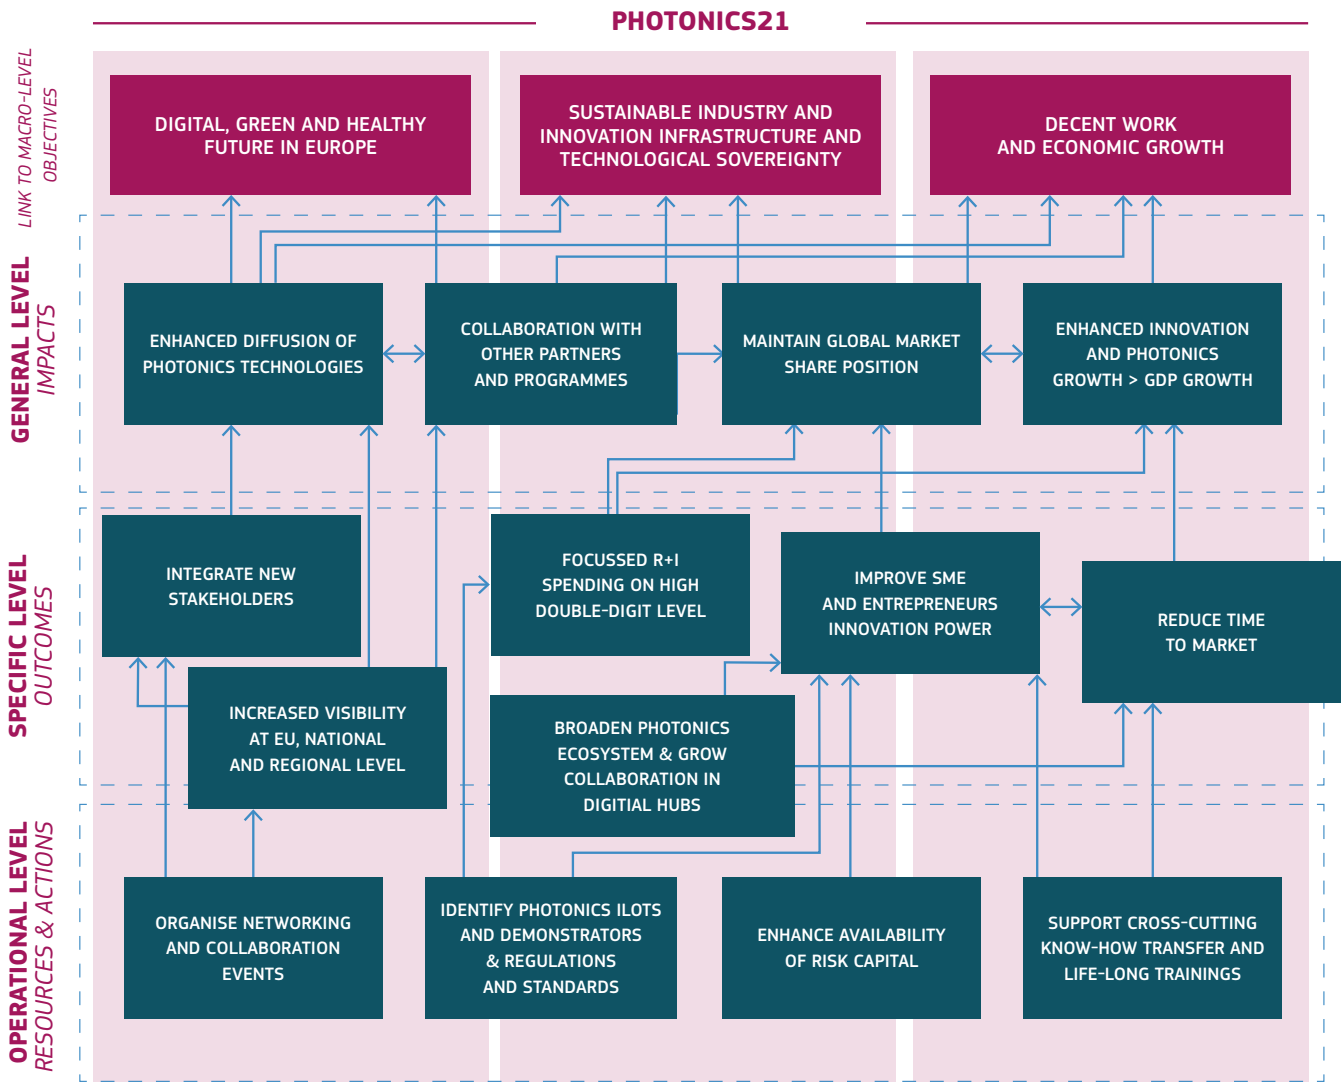 PHOTONICS21
LINK TO MACRO-LEVEL
OBJECTIVES
DIGITAL, GREEN AND HEALTHY
FUTURE IN EUROPE
SUSTAINABLE INDUSTRY AND
INNOVATION INFRASTRUCTURE AND
TECHNOLOGICAL SOVEREIGNTY
DECENT WORK
AND ECONOMIC GROWTH
GENERAL LEVEL
IMPACTS
ENHANCED DIFFUSION OF
PHOTONICS TECHNOLOGIES
COLLABORATION WITH
OTHER PARTNERS
AND PROGRAMMES
MAINTAIN GLOBAL MARKET
SHARE POSITION
ENHANCED INNOVATION
AND PHOTONICS
GROWTH > GDP GROWTH
SPECIFIC LEVEL
OUTCOMES
INTEGRATE NEW
STAKEHOLDERS
FOCUSSED R+I
SPENDING ON HIGH
DOUBLE-DIGIT LEVEL
IMPROVE SME
AND ENTREPRENEURS
INNOVATION POWER
REDUCE TIME
TO MARKET
INCREASED VISIBILITY
AT EU, NATIONAL
AND REGIONAL LEVEL
BROADEN PHOTONICS
ECOSYSTEM & GROW
COLLABORATION IN
DIGITIAL HUBS
OPERATIONAL LEVEL
RESOURCES & ACTIONS
ORGANISE NETWORKING
AND COLLABORATION
EVENTS
IDENTIFY PHOTONICS ILOTS
AND DEMONSTRATORS
& REGULATIONS
AND STANDARDS
ENHANCE AVAILABILITY
OF RISK CAPITAL
SUPPORT CROSS-CUTTING
KNOW-HOW TRANSFER AND
LIFE-LONG TRAININGS